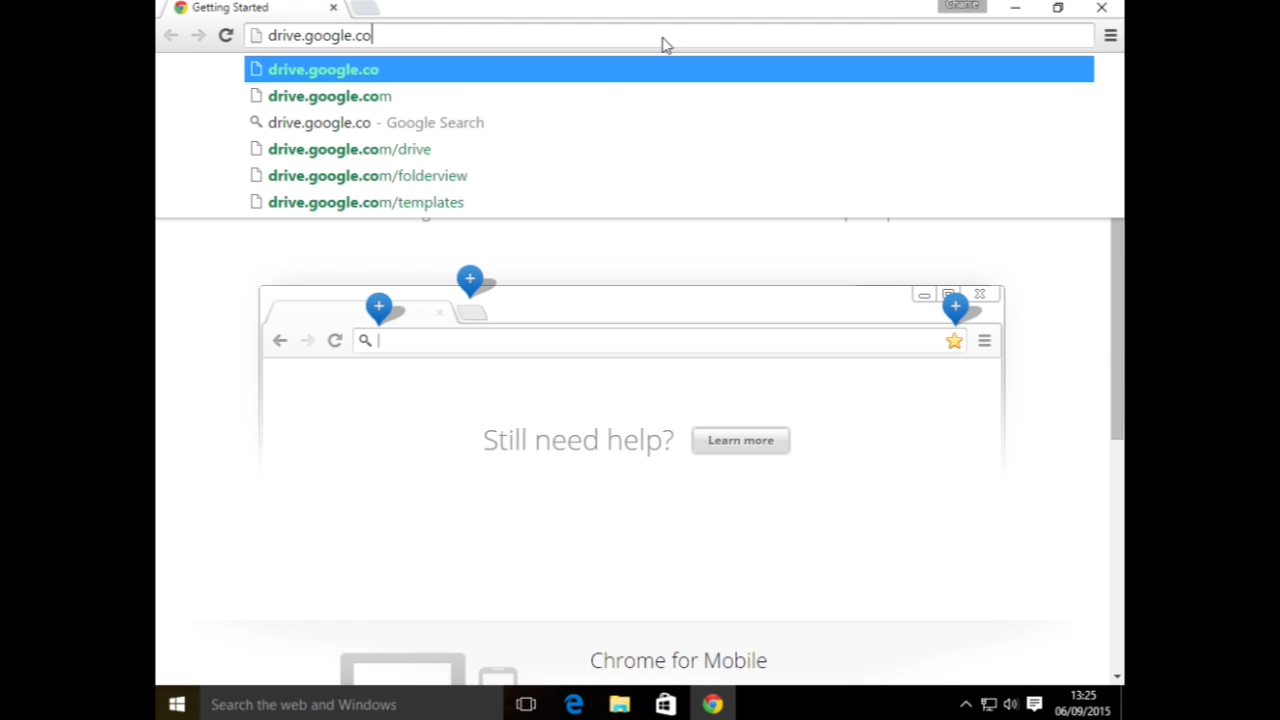 Getting Started
Charlie
drive.google.co
drive.google.co
drive.google.com
drive.google.co - Google Search
drive.google.com/drive
drive.google.com/folderview
drive.google.com/templates
Still need help? Learn more
Chrome for Mobile
Search the web and Windows
13:25
06/09/2015